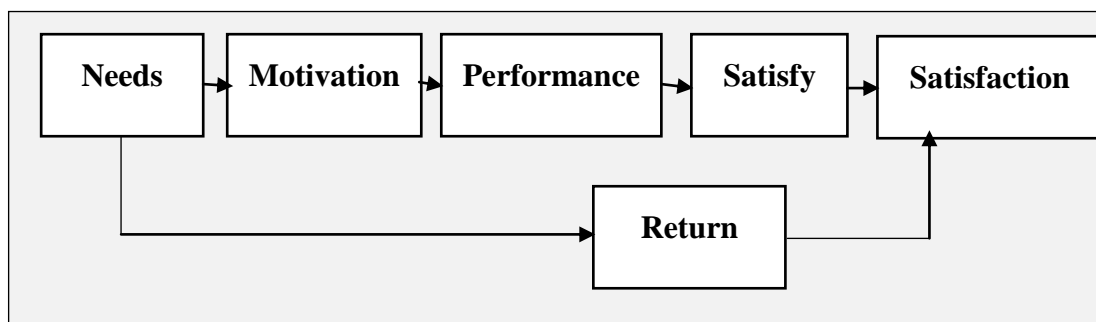 Needs
Motivation
Performance
Satisfy
Satisfaction
Return